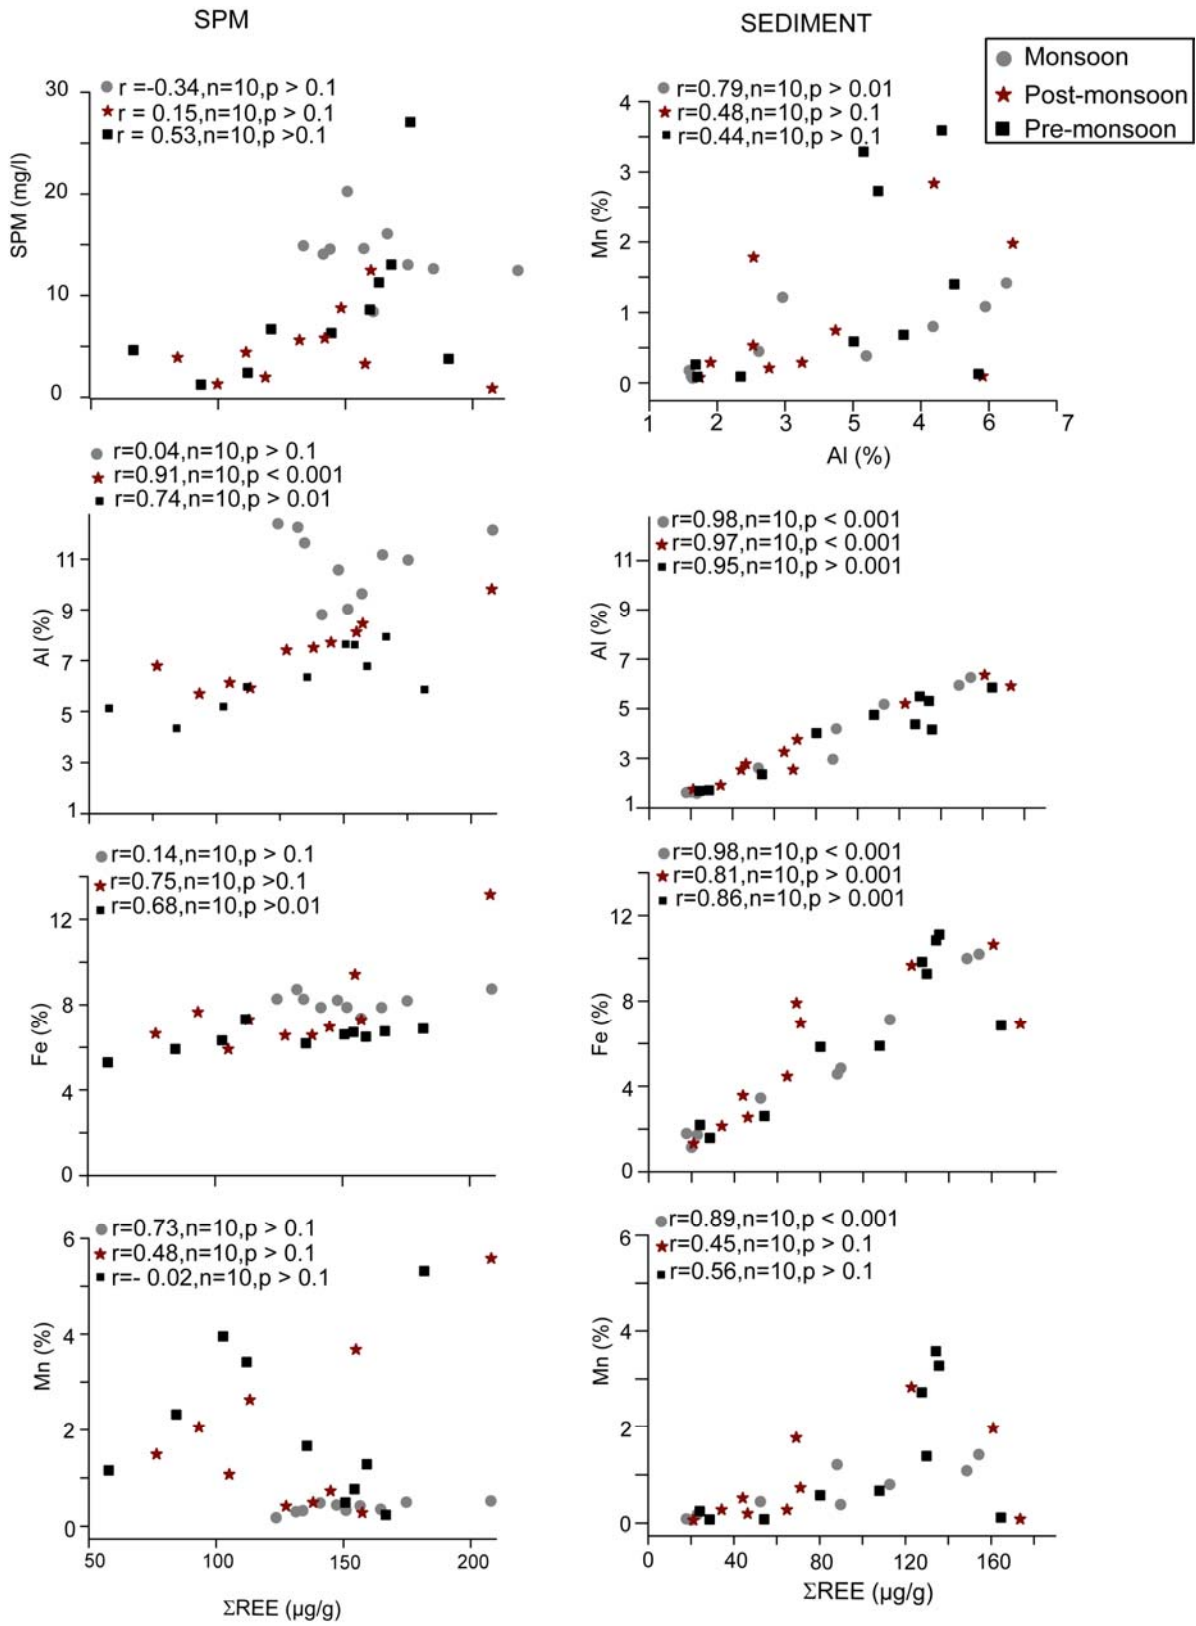 SPM
SEDIMENT
Monsoon
Post-monsoon
Pre-monsoon
r =-0.34,n=10,p > 0.1
r = 0.15,n=10,p > 0.1
r = 0.53,n=10,p >0.1
30
20
10
0
SPM (mg/l)
r=0.79,n=10,p > 0.01
r=0.48,n=10,p > 0.1
r=0.44,n=10,p > 0.1
4
3
2
1
0
Mn (%)
1 2 3 5 4 6 7
Al (%)
r=0.04,n=10,p > 0.1
r=0.91,n=10,p < 0.001
r=0.74,n=10,p > 0.01
11
9
7
5
3
1
Al (%)
r=0.98,n=10,p < 0.001
r=0.97,n=10,p < 0.001
r=0.95,n=10,p > 0.001
11
9
7
5
3
1
Al (%)
r=0.14,n=10,p > 0.1
r=0.75,n=10,p >0.1
r=0.68,n=10,p >0.01
12
8
4
0
Fe (%)
r=0.98,n=10,p < 0.001
r=0.81,n=10,p > 0.001
r=0.86,n=10,p > 0.001
12
8
4
0
Fe (%)
r=0.73,n=10,p > 0.1
r=0.48,n=10,p > 0.1
r=- 0.02,n=10,p > 0.1
6
4
2
0
Mn (%)
50 100 150 200
ΣREE (µg/g)
r=0.89,n=10,p < 0.001
r=0.45,n=10,p > 0.1
r=0.56,n=10,p > 0.1
6
4
2
0
Mn (%)
0 40 80 120 160
ΣREE (µg/g)